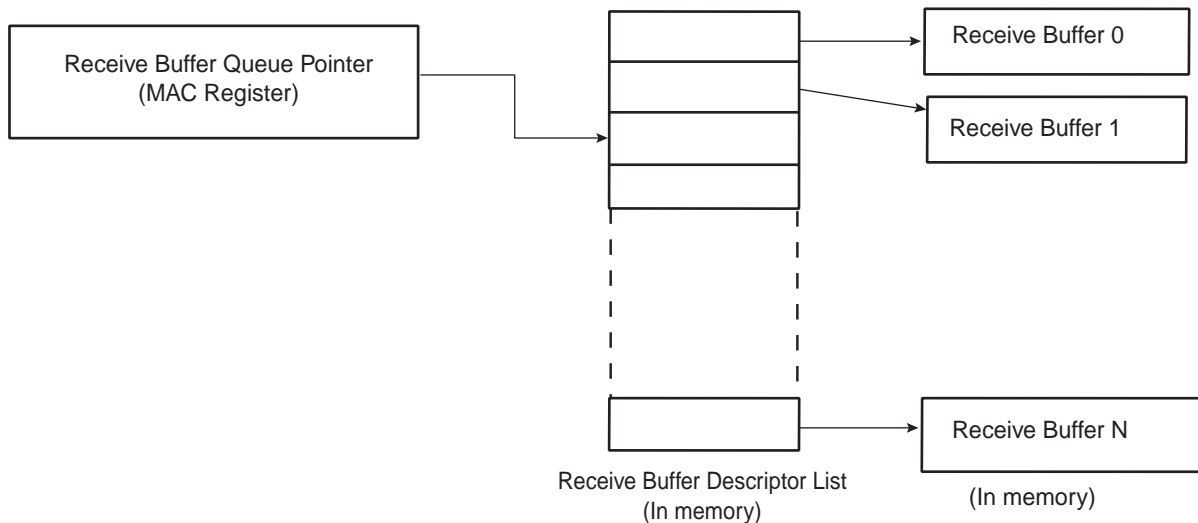 Receive Buffer Queue Pointer
(MAC Register)
Receive Buffer 0
Receive Buffer 1
Receive Buffer N
Receive Buffer Descriptor List
(In memory)
(In memory)